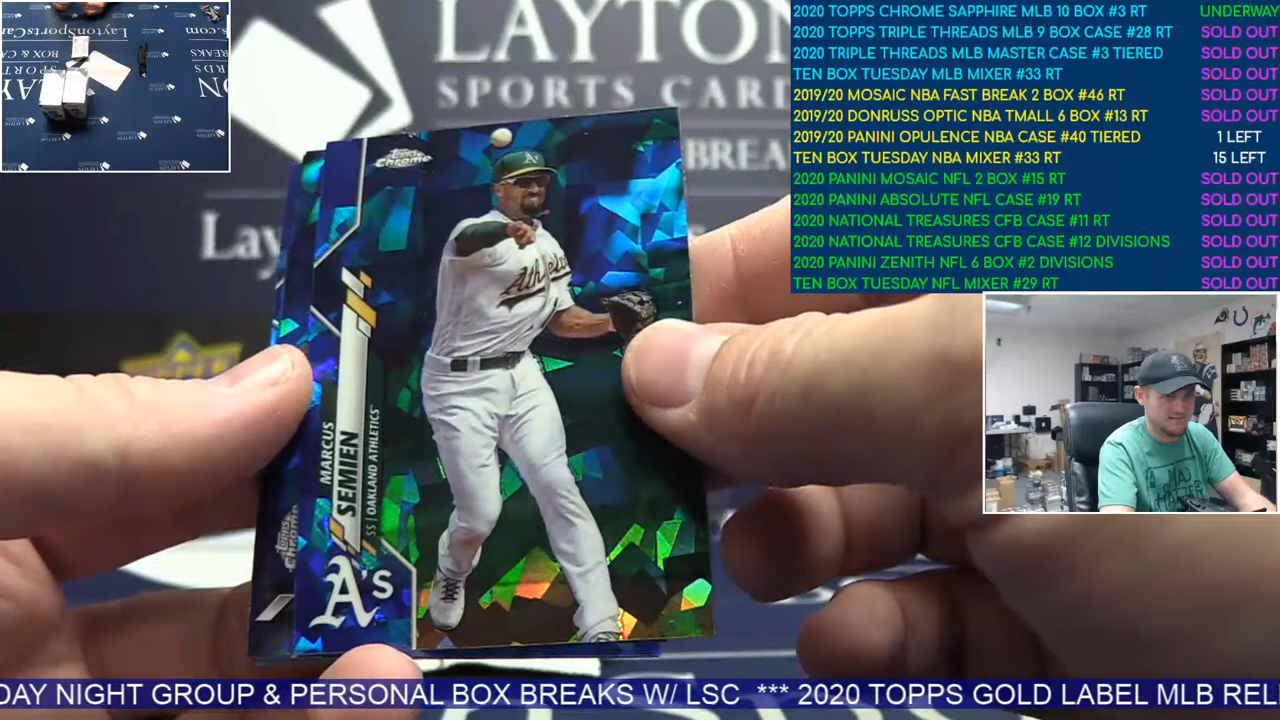 LAYTON
SPORTS CARD
BREA
Lay
Topps
Chrome
Athletics
MARCUS
SEMIEN
SS | OAKLAND ATHLETICS
A's
Topps
Chrome
2020 TOPPS CHROME SAPPHIRE MLB 10 BOX #3 RT UNDERWAY
2020 TOPPS TRIPLE THREADS MLB 9 BOX CASE #28 RT SOLD OUT
2020 TRIPLE THREADS MLB MASTER CASE #3 TIERED SOLD OUT
TEN BOX TUESDAY MLB MIXER #33 RT SOLD OUT
2019/20 MOSAIC NBA FAST BREAK 2 BOX #46 RT SOLD OUT
2019/20 DONRUSS OPTIC NBA TMALL 6 BOX #13 RT SOLD OUT
2019/20 PANINI OPULENCE NBA CASE #40 TIERED 1 LEFT
TEN BOX TUESDAY NBA MIXER #33 RT 15 LEFT
2020 PANINI MOSAIC NFL 2 BOX #15 RT SOLD OUT
2020 PANINI ABSOLUTE NFL CASE #19 RT SOLD OUT
2020 NATIONAL TREASURES CFB CASE #11 RT SOLD OUT
2020 NATIONAL TREASURES CFB CASE #12 DIVISIONS SOLD OUT
2020 PANINI ZENITH NFL 6 BOX #2 DIVISIONS SOLD OUT
TEN BOX TUESDAY NFL MIXER #29 RT SOLD OUT
DAY NIGHT GROUP & PERSONAL BOX BREAKS W/ LSC *** 2020 TOPPS GOLD LABEL MLB REL